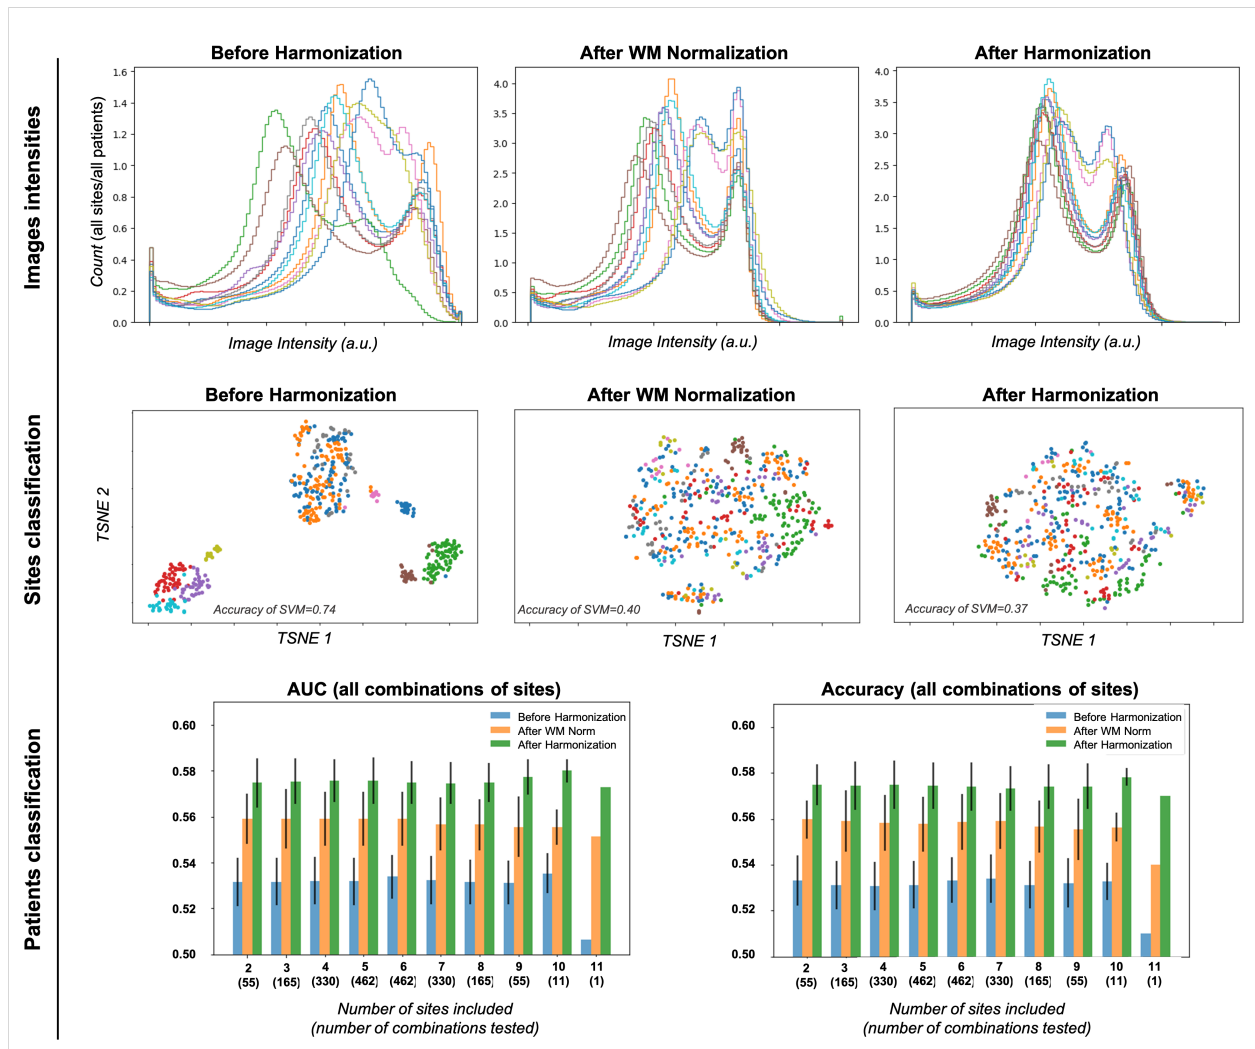 Images intensities
Before Harmonization
After WM Normalization
After Harmonization
Count (all sites/all patients)
1.6
1.4
1.2
1.0
0.8
0.6
0.4
0.2
0.0
Image Intensity (a.u.)
4.0
3.5
3.0
2.5
2.0
1.5
1.0
0.5
0.0
Image Intensity (a.u.)
4.0
3.5
3.0
2.5
2.0
1.5
1.0
0.5
0.0
Image Intensity (a.u.)
Sites classification
Before Harmonization
After WM Normalization
After Harmonization
TSNE 2
Accuracy of SVM=0.74
TSNE 1
Accuracy of SVM=0.40
TSNE 1
Accuracy of SVM=0.37
TSNE 1
Patients classification
AUC (all combinations of sites)
0.60
0.58
0.56
0.54
0.52
0.50
Before Harmonization
After WM Norm
After Harmonization
2 3 4 5 6 7 8 9 10 11
(55) (165) (330) (462) (462) (330) (165) (55) (11) (1)
Number of sites included
(number of combinations tested)
Accuracy (all combinations of sites)
0.60
0.58
0.56
0.54
0.52
0.50
Before Harmonization
After WM Norm
After Harmonization
2 3 4 5 6 7 8 9 10 11
(55) (165) (330) (462) (462) (330) (165) (55) (11) (1)
Number of sites included
(number of combinations tested)